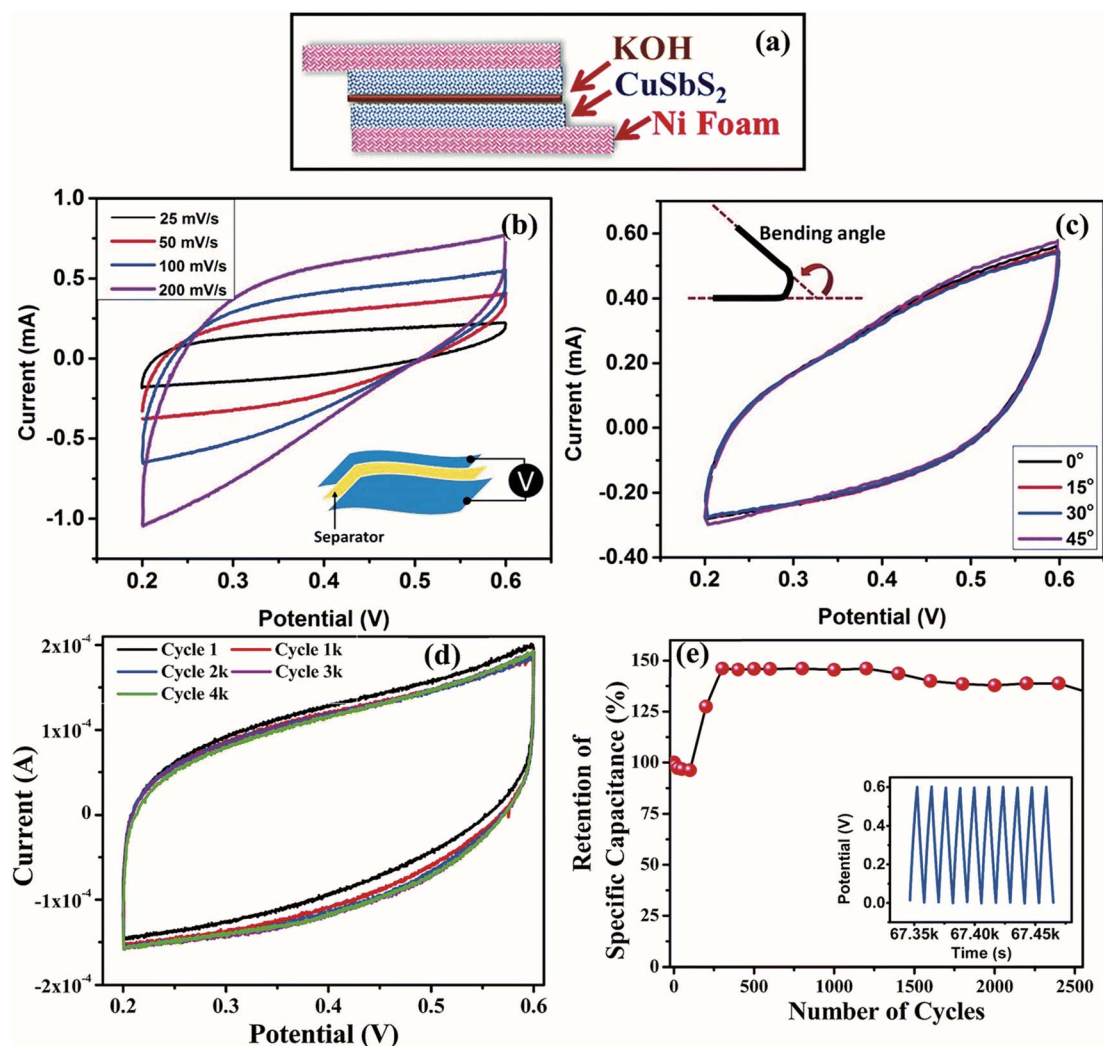 (a)
KOH
CuSbS2
Ni Foam
(b)
25 mV/s
50 mV/s
100 mV/s
200 mV/s
1.0
0.5
0.0
-0.5
-1.0
Current (mA)
0.2 0.3 0.4 0.5 0.6
Potential (V)
Separator
V
(c)
Bending angle
0.60
0.40
0.20
0.00
-0.20
-0.40
Current (mA)
0°
15°
30°
45°
0.2 0.3 0.4 0.5 0.6
Potential (V)
(d)
Cycle 1 Cycle 1k
Cycle 2k Cycle 3k
Cycle 4k
2x10-4
1x10-4
0
-1x10-4
-2x10-4
Current (A)
0.2 0.3 0.4 0.5 0.6
Potential (V)
(e)
150
125
100
75
50
25
0
Retention of
Specific Capacitance (%)
0 500 1000 1500 2000 2500
Number of Cycles
0.6
0.4
0.2
0.0
Potential (V)
67.35k 67.40k 67.45k
Time (s)